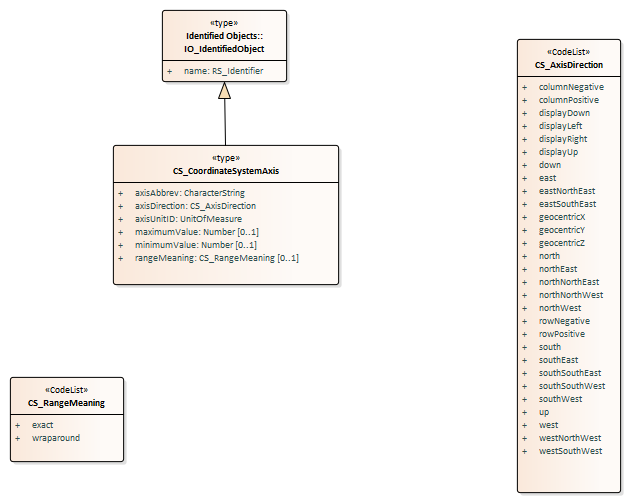 «type»
Identified Objects::
IO_IdentifiedObject
+ name: RS_Identifier
«type»
CS_CoordinateSystemAxis
+ axisAbbrev: CharacterString
+ axisDirection: CS_AxisDirection
+ axisUnitID: UnitOfMeasure
+ maximumValue: Number [0..1]
+ minimumValue: Number [0..1]
+ rangeMeaning: CS_RangeMeaning [0..1]
«CodeList»
CS_RangeMeaning
+ exact
+ wraparound
«CodeList»
CS_AxisDirection
+ columnNegative
+ columnPositive
+ displayDown
+ displayLeft
+ displayRight
+ displayUp
+ down
+ east
+ eastNorthEast
+ eastSouthEast
+ geocentricX
+ geocentricY
+ geocentricZ
+ north
+ northEast
+ northNorthEast
+ northNorthWest
+ northWest
+ rowNegative
+ rowPositive
+ south
+ southEast
+ southSouthEast
+ southSouthWest
+ southWest
+ up
+ west
+ westNorthWest
+ westSouthWest